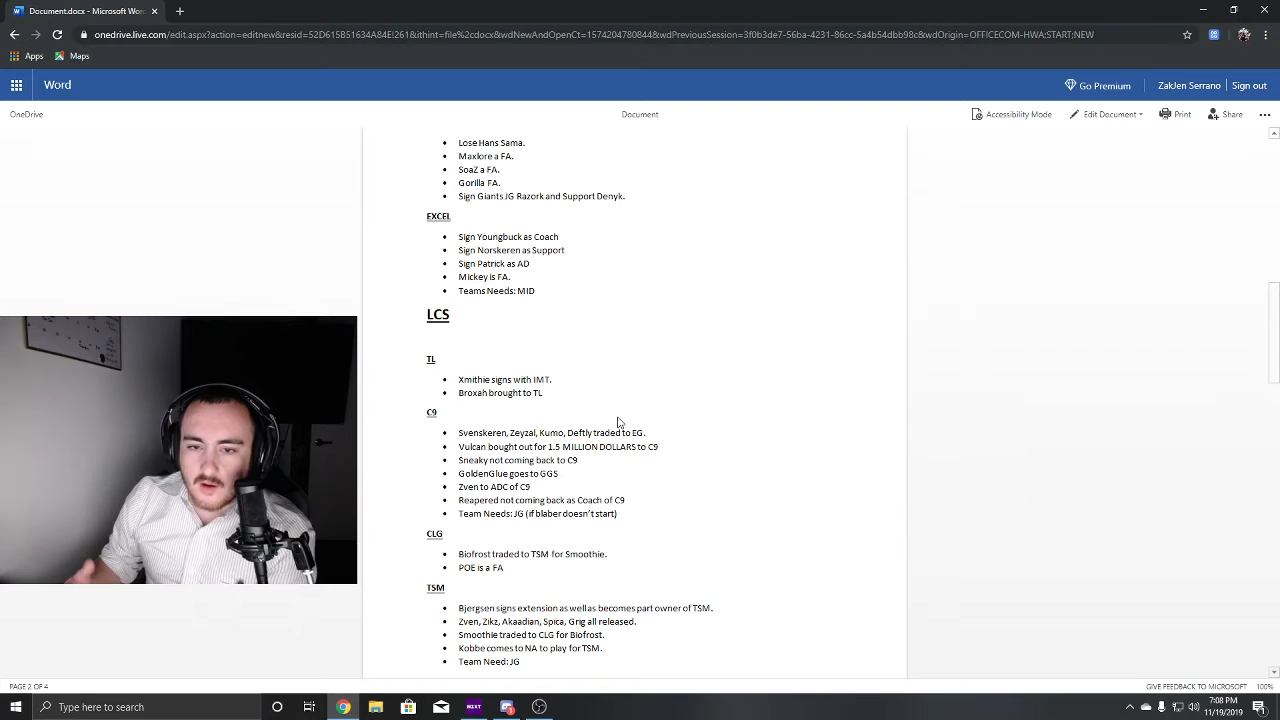 Document.docx - Microsoft Word
onedrive.live.com/edit.aspx?action=editnew&resid=52D615B51634A84E!261&ithint=file%2cdocx&wdNewAndOpenCt=1574204780844&wdPreviousSession=3f0b3de7-56ba-4231-86cc-5a4b54dbb98c&wdOrigin=OFFICECOM-HWA;START;NEW
Apps Maps
Word Go Premium ZakJen Serrano Sign out
OneDrive Document Accessibility Mode Edit Document Print Share
• Lose Hans Sama.
• Maxlore a FA.
• SoaZ a FA.
• Gorilla FA.
• Sign Giants JG Razork and Support Denyk.
EXCEL
• Sign Youngbuck as Coach
• Sign Norskeren as Support
• Sign Patrick as AD
• Mickey is FA.
• Teams Needs: MID
LCS
TL
• Xmithie signs with IMT.
• Broxah brought to TL
C9
• Svenskeren, Zeyzal, Kumo, Deftly traded to EG.
• Vulcan bought out for 1.5 MILLION DOLLARS to C9
• Sneaky not coming back to C9
• GoldenGlue goes to GGS
• Zven to ADC of C9
• Reapered not coming back as Coach of C9
• Team Needs: JG (if blaber doesn't start)
CLG
• Biofrost traded to TSM for Smoothie.
• POE is a FA
TSM
• Bjergsen signs extension as well as becomes part owner of TSM.
• Zven, Zikz, Akaadian, Spica, Grig all released.
• Smoothie traded to CLG for Biofrost.
• Kobbe comes to NA to play for TSM.
• Team Need: JG
PAGE 2 OF 4 GIVE FEEDBACK TO MICROSOFT 100%
Type here to search
7:08 PM
11/19/2019